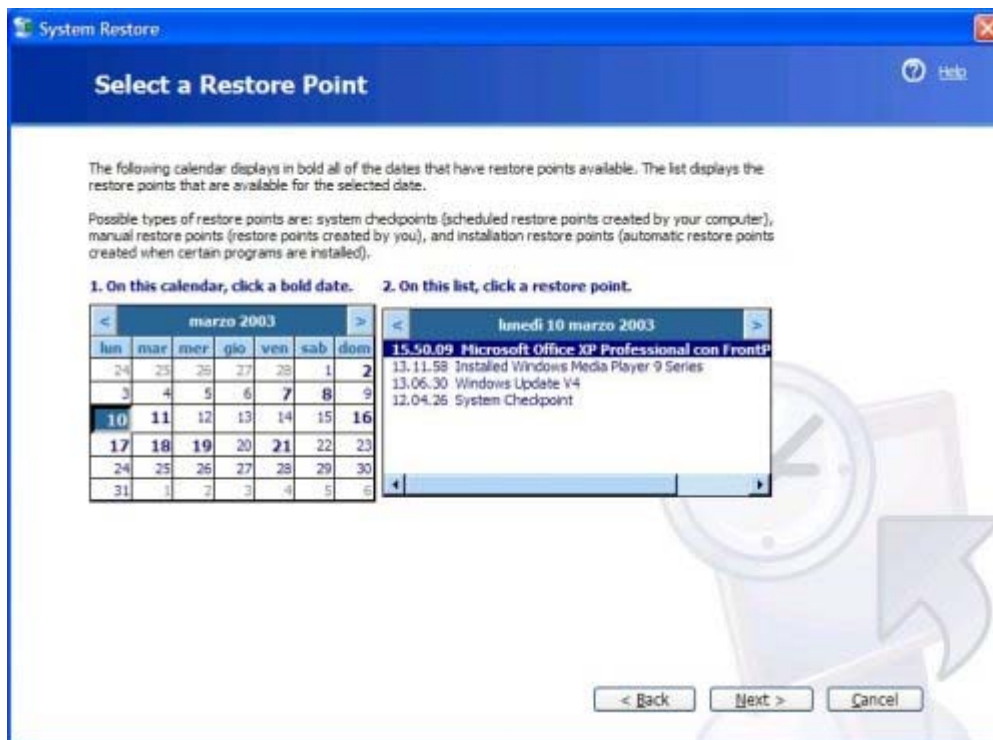 System Restore
Select a Restore Point
Help
The following calendar displays in bold all of the dates that have restore points available. The list displays the
restore points that are available for the selected date.
Possible types of restore points are: system checkpoints (scheduled restore points created by your computer),
manual restore points (restore points created by you), and installation restore points (automatic restore points
created when certain programs are installed).
1. On this calendar, click a bold date.
2. On this list, click a restore point.
< marzo 2003 >
lun mar mer gio ven sab dom
24 25 26 27 28 1 2
3 4 5 6 7 8 9
10 11 12 13 14 15 16
17 18 19 20 21 22 23
24 25 26 27 28 29 30
31 1 2 3 4 5 6
< lunedì 10 marzo 2003 >
15.50.09 Microsoft Office XP Professional con FrontP
13.11.58 Installed Windows Media Player 9 Series
13.06.30 Windows Update V4
12.04.26 System Checkpoint
< Back
Next >
Cancel